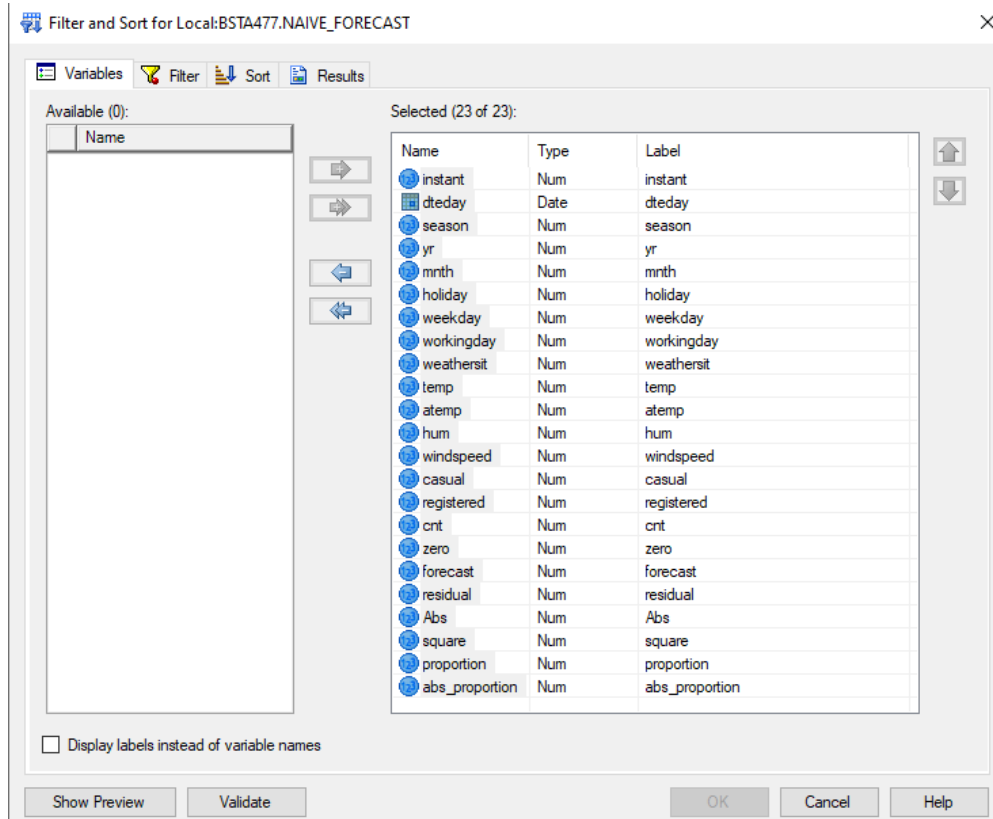 Filter and Sort for Local:BSTA477.NAIVE_FORECAST
Variables Filter Sort Results
Available (0):
Name
Selected (23 of 23):
Name Type Label
instant Num instant
dteday Date dteday
season Num season
yr Num yr
mnth Num mnth
holiday Num holiday
weekday Num weekday
workingday Num workingday
weathersit Num weathersit
temp Num temp
atemp Num atemp
hum Num hum
windspeed Num windspeed
casual Num casual
registered Num registered
cnt Num cnt
zero Num zero
forecast Num forecast
residual Num residual
Abs Num Abs
square Num square
proportion Num proportion
abs_proportion Num abs_proportion
Display labels instead of variable names
Show Preview Validate OK Cancel Help